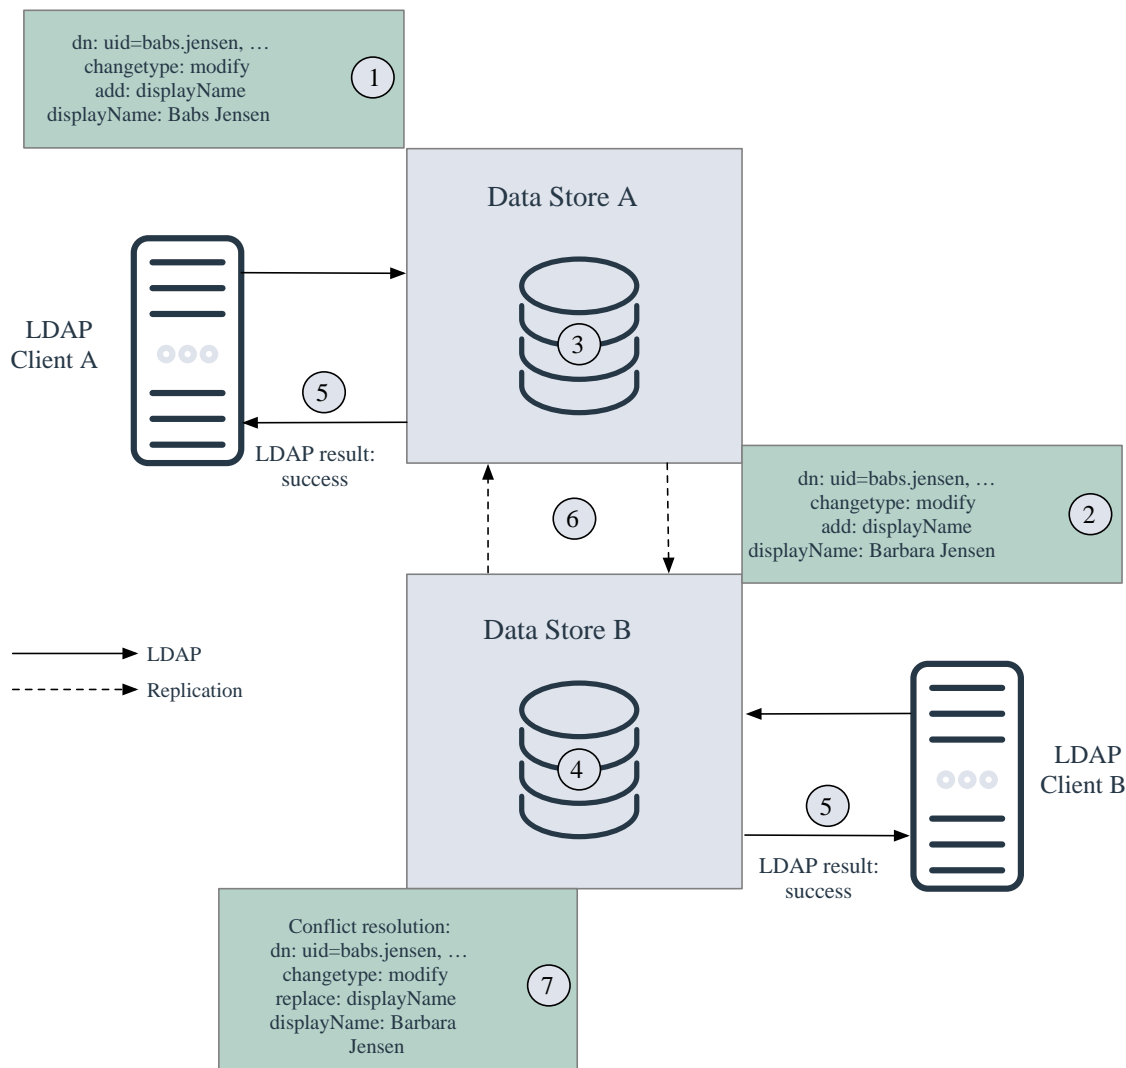 dn: uid=babs.jensen, …
changetype: modify
add: displayName
displayName: Babs Jensen
1
Data Store A
LDAP
Client A
3
5
LDAP result:
success
6
dn: uid=babs.jensen, …
changetype: modify
add: displayName
displayName: Barbara Jensen
2
Data Store B
LDAP
Replication
4
LDAP
Client B
5
LDAP result:
success
Conflict resolution:
dn: uid=babs.jensen, …
changetype: modify
replace: displayName
displayName: Barbara
Jensen
7